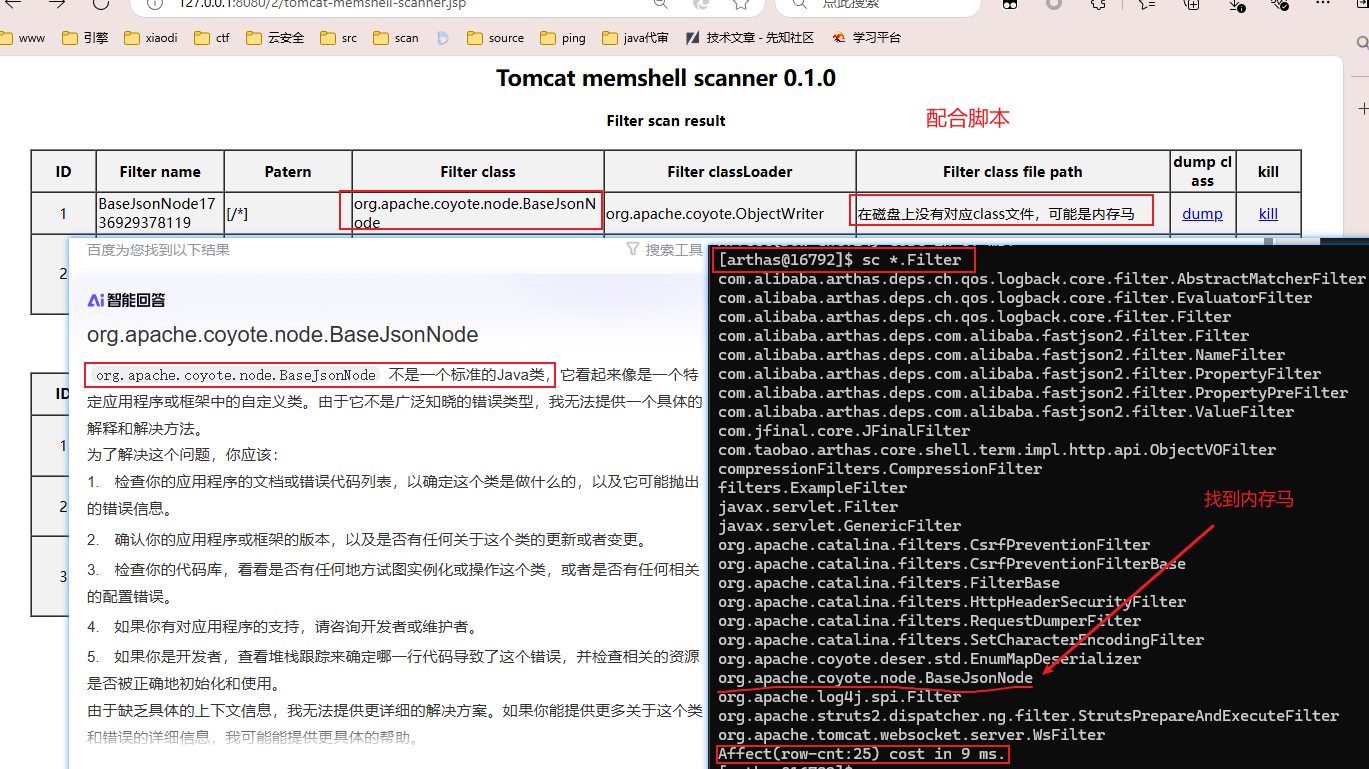 127.0.0.1:8080/2/tomcat-memshell-scanner.jsp
点此搜索
www 引擎 xiaodi ctf 云安全 src scan source ping java代审 技术文章 - 先知社区 学习平台
Tomcat memshell scanner 0.1.0
Filter scan result
配合脚本
ID Filter name Patern Filter class Filter classLoader Filter class file path dump cl
ass kill
1 BaseJsonNode17
36929378119 [/*] org.apache.coyote.node.BaseJsonN
ode org.apache.coyote.ObjectWriter 在磁盘上没有对应class文件，可能是内存马 dump kill
2
ID
1
2
3
百度为您找到以下结果 搜索工具
Ai智能回答
org.apache.coyote.node.BaseJsonNode
org.apache.coyote.node.BaseJsonNode 不是一个标准的Java类，它看起来像是一个特
定应用程序或框架中的自定义类。由于它不是广泛知晓的错误类型，我无法提供一个具体的
解释和解决方法。
为了解决这个问题，你应该：
1. 检查你的应用程序的文档或错误代码列表，以确定这个类是做什么的，以及它可能抛出
的错误信息。
2. 确认你的应用程序或框架的版本，以及是否有任何关于这个类的更新或者变更。
3. 检查你的代码库，看看是否有任何地方试图实例化或操作这个类，或者是否有任何相关
的配置错误。
4. 如果你有对应用程序的支持，请咨询开发者或维护者。
5. 如果你是开发者，查看堆栈跟踪来确定哪一行代码导致了这个错误，并检查相关的资源
是否被正确地初始化和使用。
由于缺乏具体的上下文信息，我无法提供更详细的解决方案。如果你能提供更多关于这个类
和错误的详细信息，我可能能提供更具体的帮助。
[arthas@16792]$ sc *.Filter
com.alibaba.arthas.deps.ch.qos.logback.core.filter.AbstractMatcherFilter
com.alibaba.arthas.deps.ch.qos.logback.core.filter.EvaluatorFilter
com.alibaba.arthas.deps.ch.qos.logback.core.filter.Filter
com.alibaba.arthas.deps.com.alibaba.fastjson2.filter.Filter
com.alibaba.arthas.deps.com.alibaba.fastjson2.filter.NameFilter
com.alibaba.arthas.deps.com.alibaba.fastjson2.filter.PropertyFilter
com.alibaba.arthas.deps.com.alibaba.fastjson2.filter.PropertyPreFilter
com.alibaba.arthas.deps.com.alibaba.fastjson2.filter.ValueFilter
com.jfinal.core.JFinalFilter
com.taobao.arthas.core.shell.term.impl.http.api.ObjectVOFilter
compressionFilters.CompressionFilter
filters.ExampleFilter
javax.servlet.Filter
javax.servlet.GenericFilter
org.apache.catalina.filters.CsrfPreventionFilter
org.apache.catalina.filters.CsrfPreventionFilterBase
org.apache.catalina.filters.FilterBase
org.apache.catalina.filters.HttpHeaderSecurityFilter
org.apache.catalina.filters.RequestDumperFilter
org.apache.catalina.filters.SetCharacterEncodingFilter
org.apache.coyote.deser.std.EnumMapDeserializer
org.apache.coyote.node.BaseJsonNode
org.apache.log4j.spi.Filter
org.apache.struts2.dispatcher.ng.filter.StrutsPrepareAndExecuteFilter
org.apache.tomcat.websocket.server.WsFilter
Affect(row-cnt:25) cost in 9 ms.
找到内存马